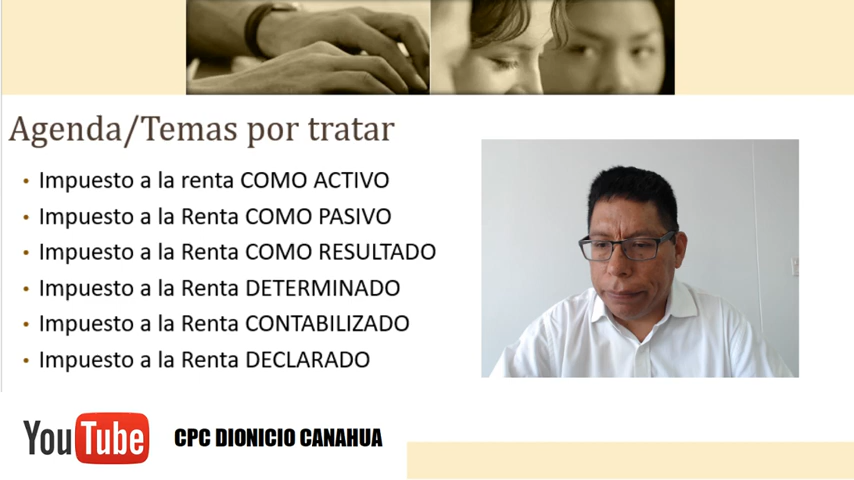 Agenda/Temas por tratar
• Impuesto a la renta COMO ACTIVO
• Impuesto a la Renta COMO PASIVO
• Impuesto a la Renta COMO RESULTADO
• Impuesto a la Renta DETERMINADO
• Impuesto a la Renta CONTABILIZADO
• Impuesto a la Renta DECLARADO
YouTube CPC DIONICIO CANAHUA